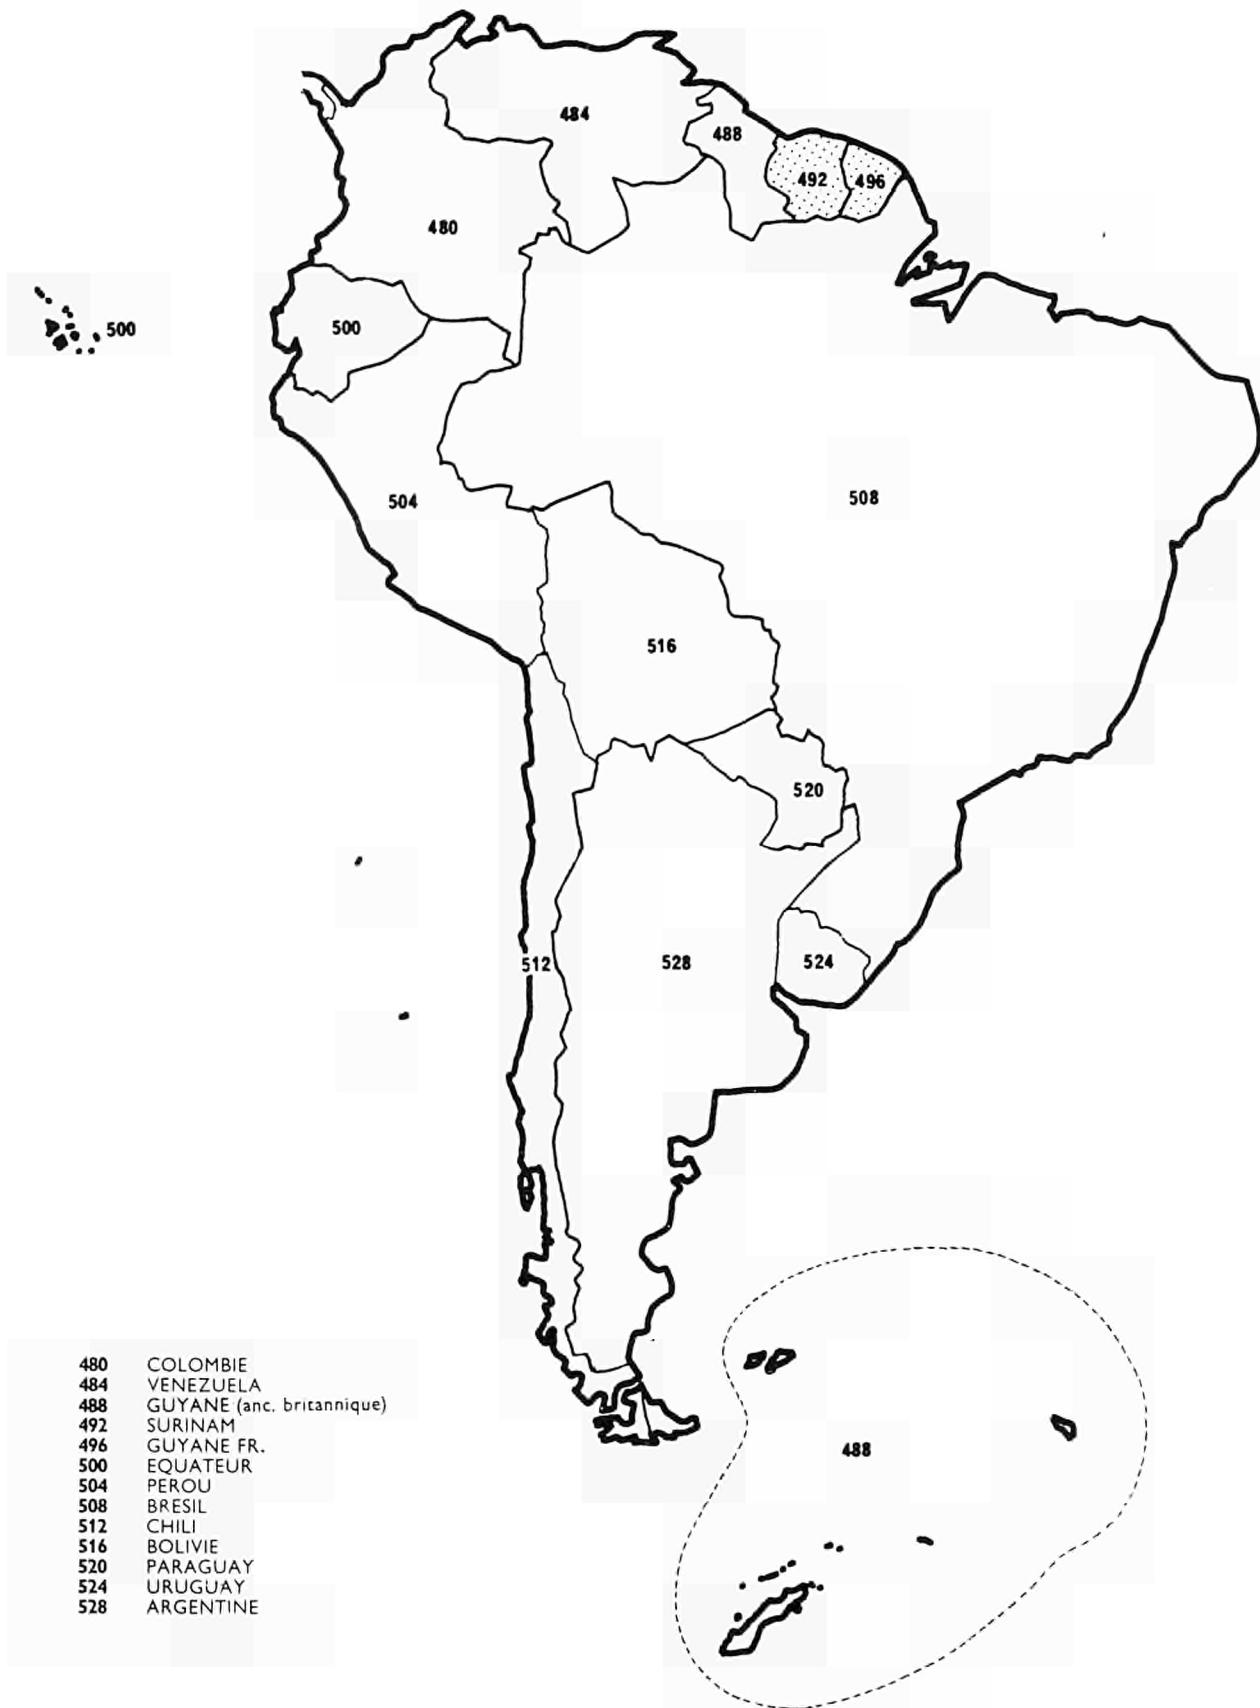 484
488
492
496
480
500
500
504
508
516
520
512
528
524
488
480 COLOMBIE
484 VENEZUELA
488 GUYANE (anc. britannique)
492 SURINAM
496 GUYANE FR.
500 EQUATEUR
504 PEROU
508 BRESIL
512 CHILI
516 BOLIVIE
520 PARAGUAY
524 URUGUAY
528 ARGENTINE